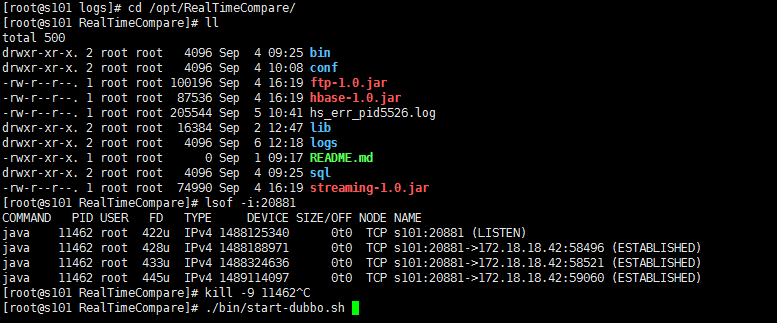 [root@s101 logs]# cd /opt/RealTimeCompare/
[root@s101 RealTimeCompare]# ll
total 500
drwxr-xr-x. 2 root root   4096 Sep  4 09:25 bin
drwxr-xr-x. 2 root root   4096 Sep  4 10:08 conf
-rw-r--r--. 1 root root 100196 Sep  4 16:19 ftp-1.0.jar
-rw-r--r--. 1 root root  87536 Sep  4 16:19 hbase-1.0.jar
-rw-r--r--. 1 root root 205544 Sep  5 10:41 hs_err_pid5526.log
drwxr-xr-x. 2 root root  16384 Sep  2 12:47 lib
drwxr-xr-x. 2 root root   4096 Sep  6 12:18 logs
-rwxr-xr-x. 1 root root      0 Sep  1 09:17 README.md
drwxr-xr-x. 2 root root   4096 Sep  4 09:25 sql
-rw-r--r--. 1 root root  74990 Sep  4 16:19 streaming-1.0.jar
[root@s101 RealTimeCompare]# lsof -i:20881
COMMAND   PID USER   FD   TYPE     DEVICE SIZE/OFF NODE NAME
java    11462 root  422u  IPv4 1488125340      0t0  TCP s101:20881 (LISTEN)
java    11462 root  428u  IPv4 1488188971      0t0  TCP s101:20881->172.18.18.42:58496 (ESTABLISHED)
java    11462 root  433u  IPv4 1488324636      0t0  TCP s101:20881->172.18.18.42:58521 (ESTABLISHED)
java    11462 root  445u  IPv4 1489114097      0t0  TCP s101:20881->172.18.18.42:59060 (ESTABLISHED)
[root@s101 RealTimeCompare]# kill -9 11462^C
[root@s101 RealTimeCompare]# ./bin/start-dubbo.sh